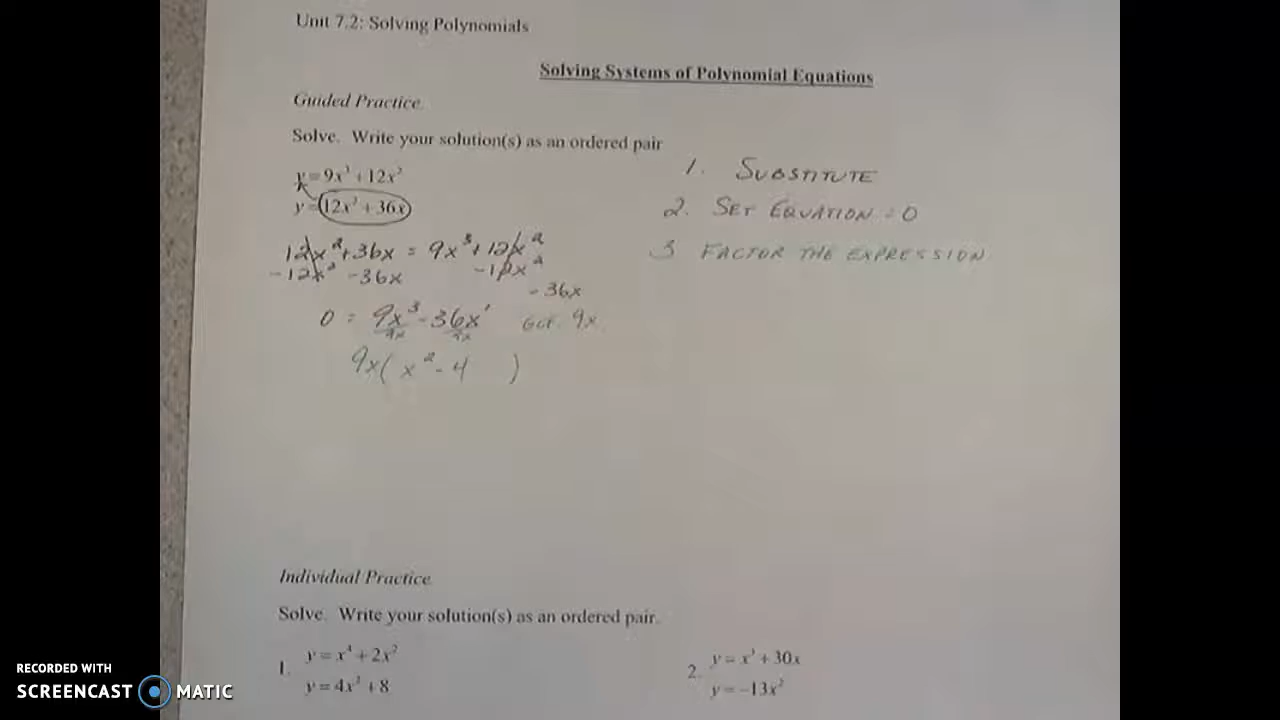 Unit 7.2: Solving Polynomials
Solving Systems of Polynomial Equations
Guided Practice
Solve. Write your solution(s) as an ordered pair
y = 9x³ + 12x²
y = 12x² + 36x
1. SUBSTITUTE
2. SET EQUATION = 0
3 FACTOR THE EXPRESSION
12x² + 36x = 9x³ + 12x²
-12x² -36x -12x²
- 36x
0 = 9x³ - 36x¹ GCF: 9x
9x 9x
9x( x² - 4 )
Individual Practice
Solve. Write your solution(s) as an ordered pair.
1. y = x⁴ + 2x²
y = 4x² + 8
2. y = x³ + 30x
y = -13x²
RECORDED WITH
SCREENCAST MATIC